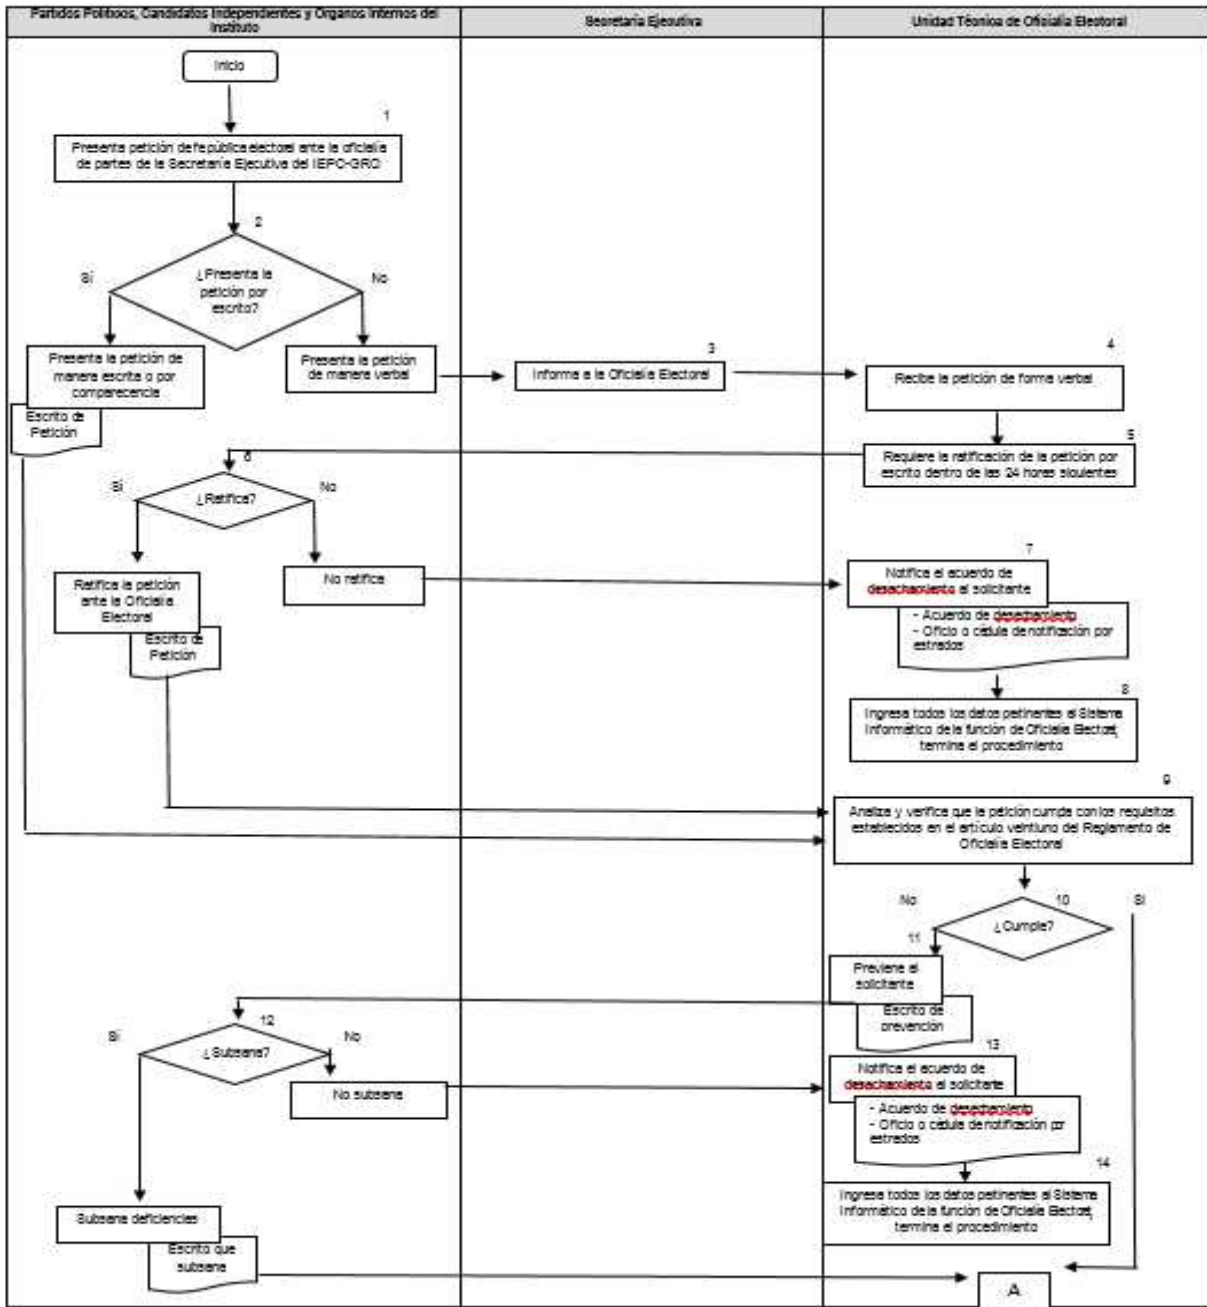 Partidos Políticos, Candidatos Independientes y Órganos Internos del
Instituto
Secretaría Ejecutiva
Unidad Técnica de Oficialía Electoral
Inicio
1
Presenta petición de fe pública electoral ante la oficialía
de partes de la Secretaría Ejecutiva del IEPC-GRO
2
¿Presenta la
petición por
escrito?
Sí
No
Presenta la petición de
manera escrita o por
comparecencia
Escrito de
Petición
Presenta la petición
de manera verbal
3
Informa a la Oficialía Electoral
4
Recibe la petición de forma verbal
5
Requiere la ratificación de la petición por
escrito dentro de las 24 horas siguientes
6
¿Ratifica?
Sí
No
Ratifica la petición
ante la Oficialía
Electoral
Escrito de
Petición
No ratifica
7
Notifica el acuerdo de
desechamiento al solicitante
- Acuerdo de desechamiento
- Oficio o cédula de notificación por
estrados
8
Ingresa todos los datos pertinentes al Sistema
Informático de la función de Oficialía Electoral,
termina el procedimiento
9
Analiza y verifica que la petición cumpla con los requisitos
establecidos en el artículo veintiuno del Reglamento de
Oficialía Electoral
10
¿Cumple?
No
Sí
11
Previene al
solicitante
Escrito de
prevención
12
¿Subsana?
Sí
No
No subsana
13
Notifica el acuerdo de
desechamiento al solicitante
- Acuerdo de desechamiento
- Oficio o cédula de notificación por
estrados
14
Ingresa todos los datos pertinentes al Sistema
Informático de la función de Oficialía Electoral,
termina el procedimiento
Subsana deficiencias
Escrito que
subsana
A